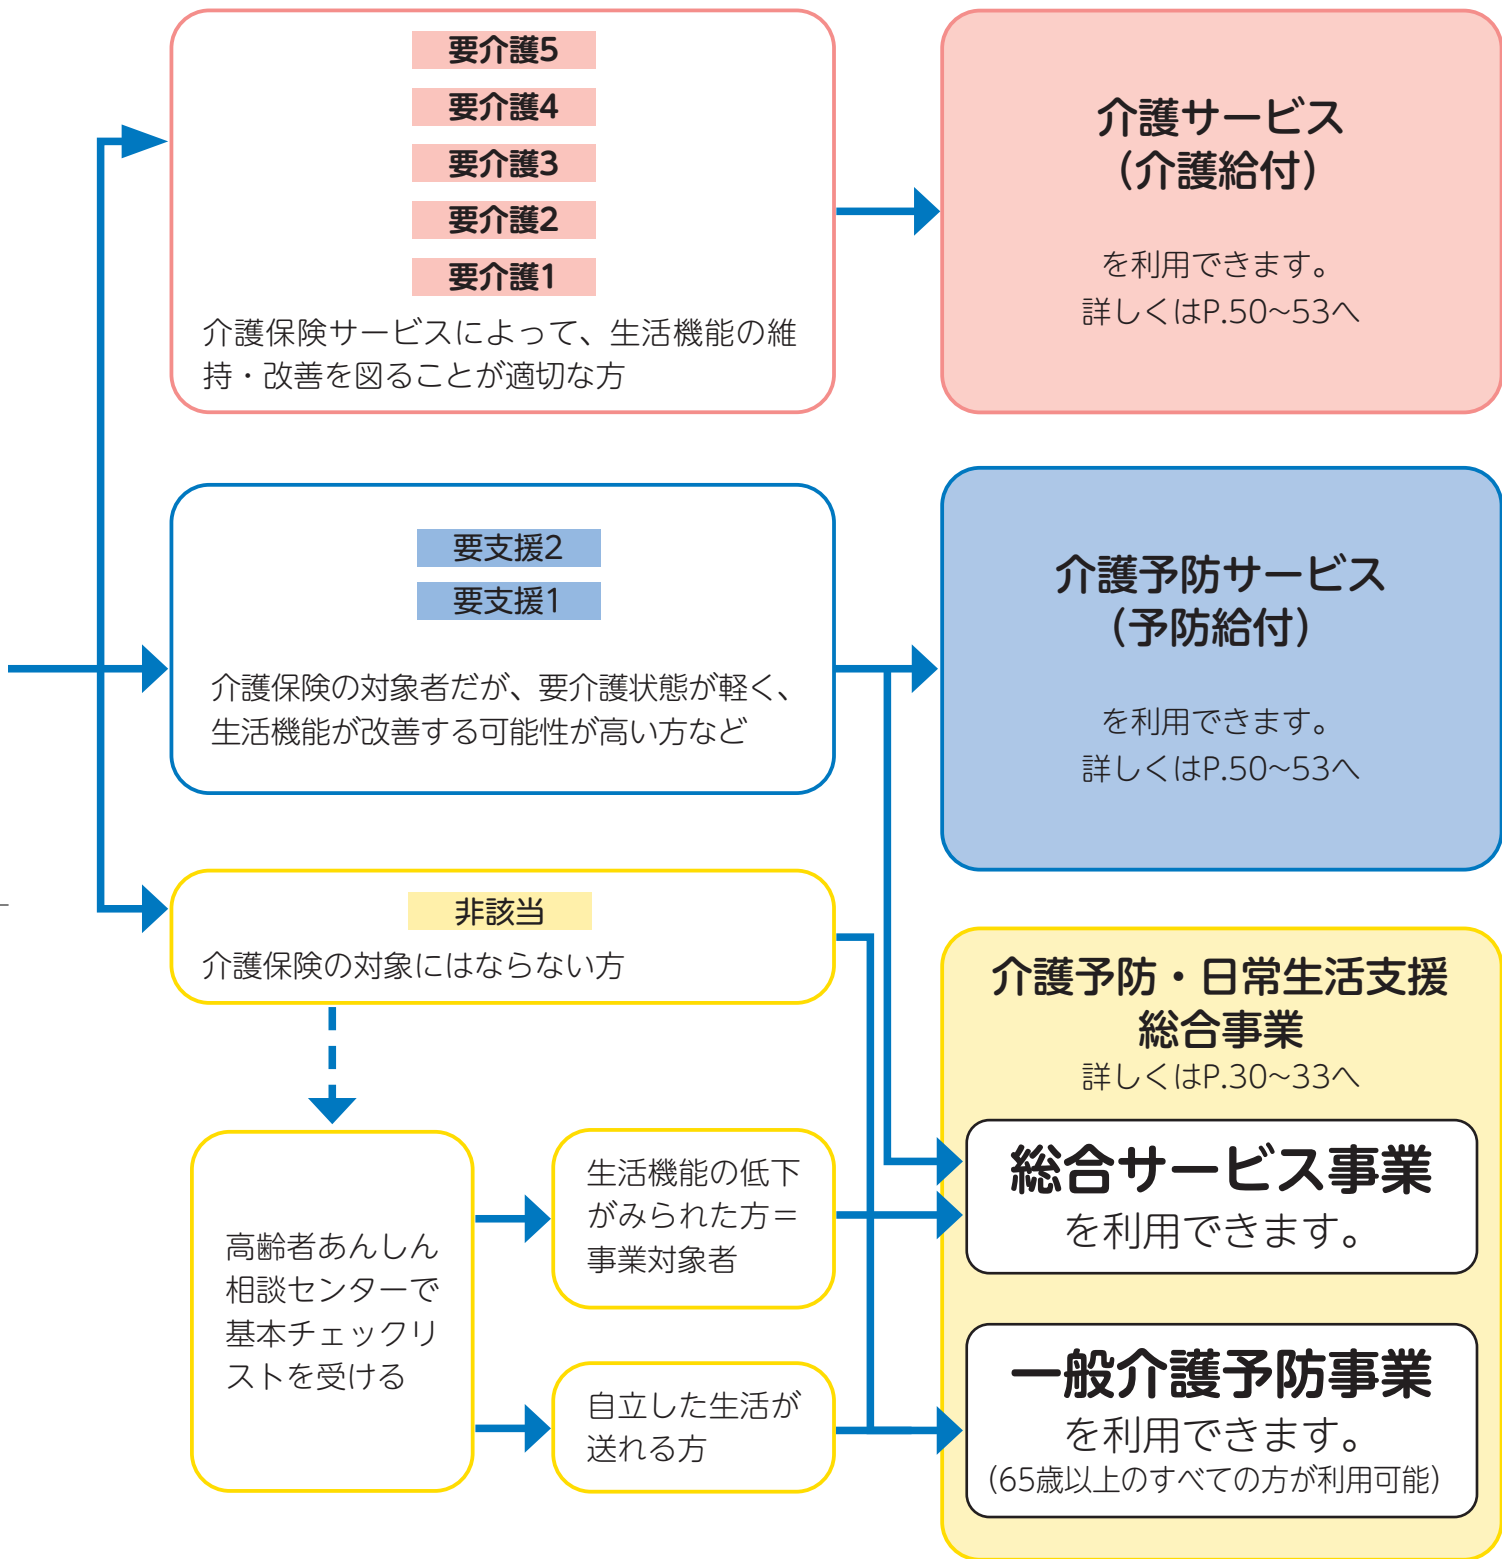 要介護5
要介護4
要介護3
要介護2
要介護1
介護保険サービスによって、生活機能の維
持・改善を図ることが適切な方
介護サービス
（介護給付）
を利用できます。
詳しくはP.50~53へ
要支援2
要支援1
介護保険の対象者だが、要介護状態が軽く、
生活機能が改善する可能性が高い方など
介護予防サービス
（予防給付）
を利用できます。
詳しくはP.50~53へ
非該当
介護保険の対象にはならない方
高齢者あんしん
相談センターで
基本チェックリ
ストを受ける
生活機能の低下
がみられた方＝
事業対象者
自立した生活が
送れる方
介護予防・日常生活支援
総合事業
詳しくはP.30~33へ
総合サービス事業
を利用できます。
一般介護予防事業
を利用できます。
（65歳以上のすべての方が利用可能）